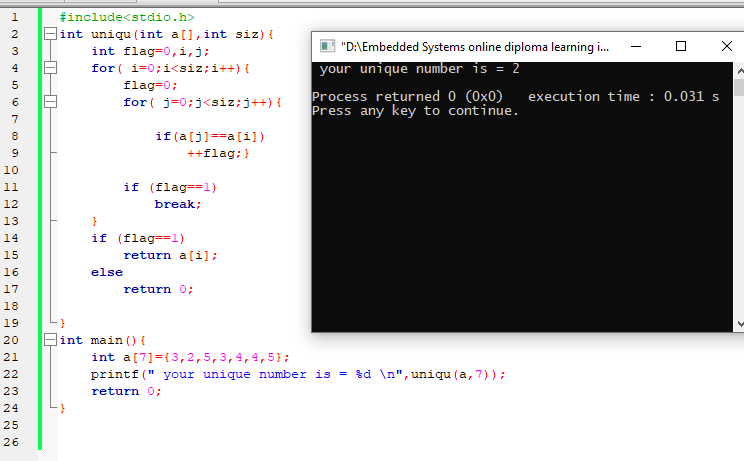 1 #include<stdio.h>
2 int uniqu(int a[],int siz){
3 int flag=0,i,j;
4 for( i=0;i<siz;i++){
5 flag=0;
6 for( j=0;j<siz;j++){
7
8 if(a[j]==a[i])
9 ++flag;}
10
11 if (flag==1)
12 break;
13 }
14 if (flag==1)
15 return a[i];
16 else
17 return 0;
18
19 }
20 int main(){
21 int a[7]={3,2,5,3,4,4,5};
22 printf(" your unique number is = %d \n",uniqu(a,7));
23 return 0;
24 }
25
26
"D:\Embedded Systems online diploma learning i...
your unique number is = 2
Process returned 0 (0x0) execution time : 0.031 s
Press any key to continue.